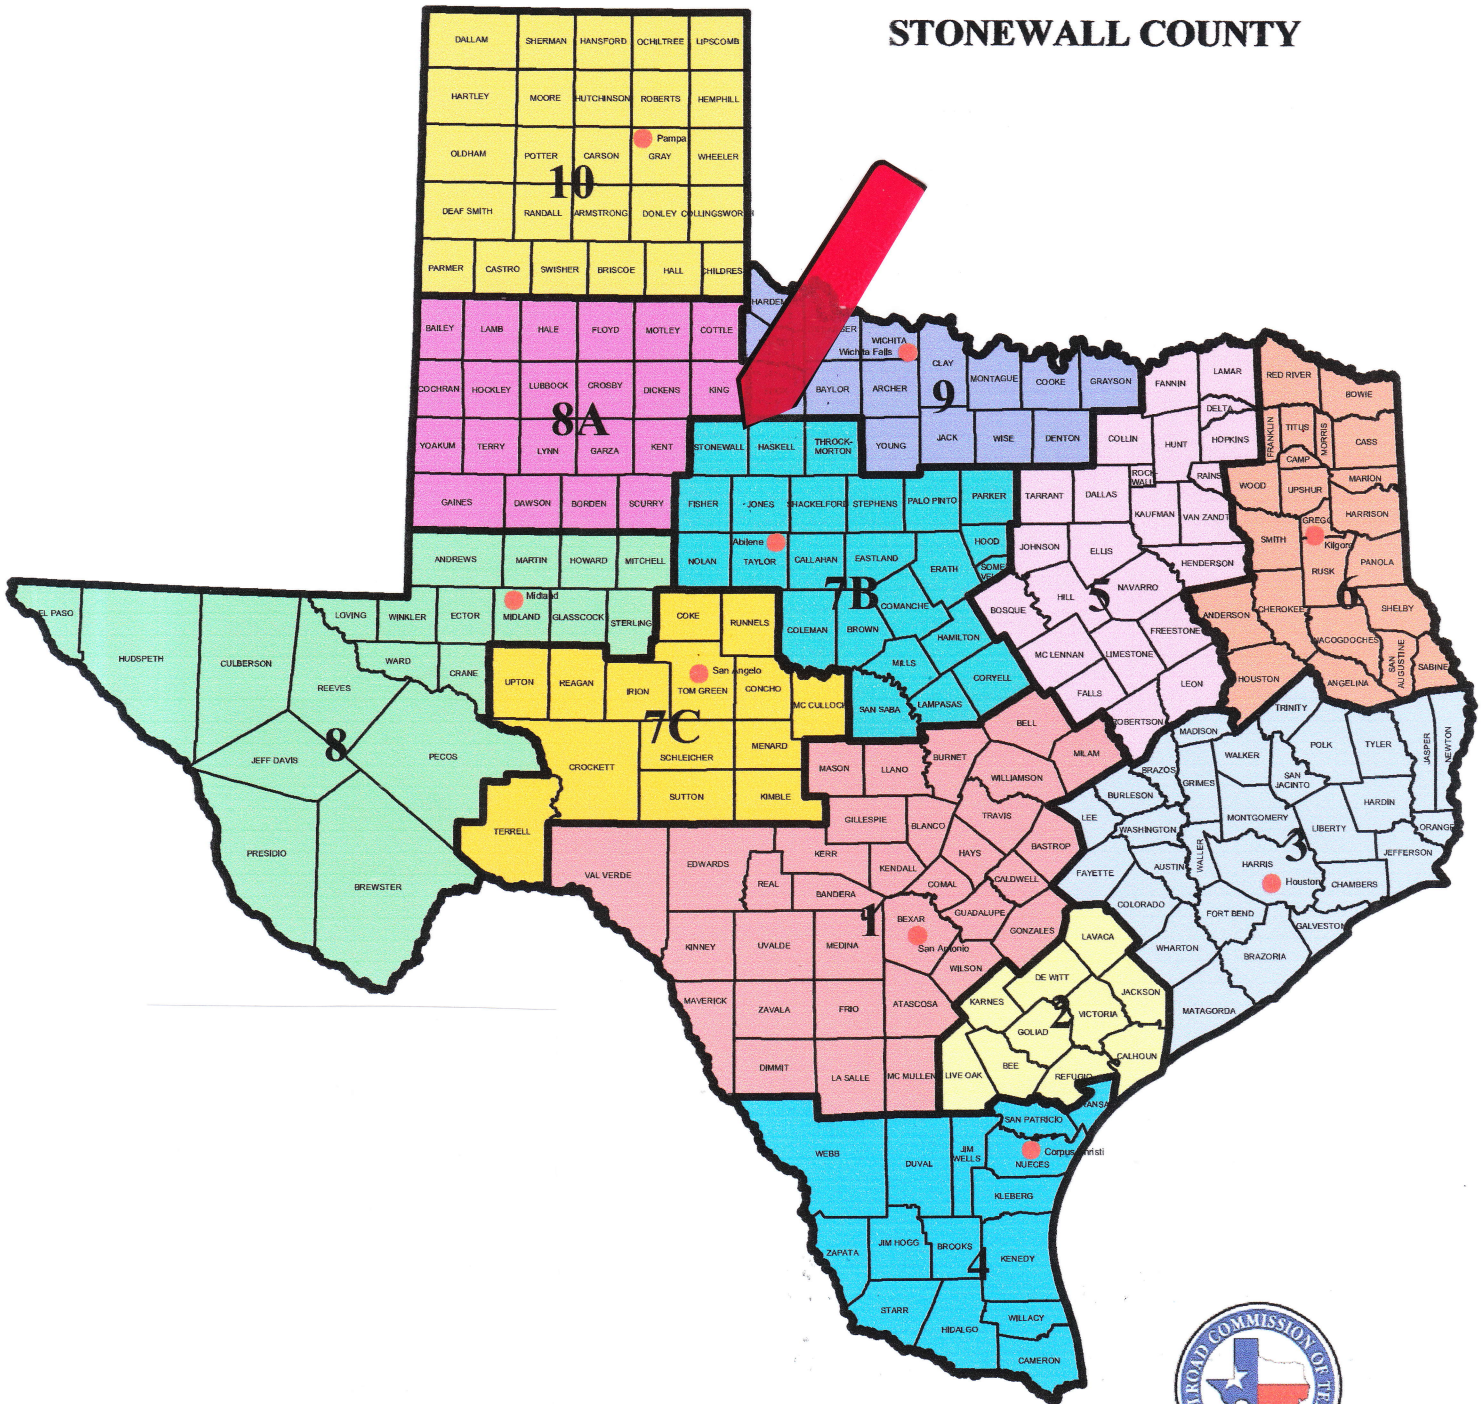 STONEWALL COUNTY
DALLAM SHERMAN HANSFORD OCHILTREE LIPSCOMB
HARTLEY MOORE HUTCHINSON ROBERTS HEMPHILL
Pampa
OLDHAM POTTER CARSON GRAY WHEELER
10
DEAF SMITH RANDALL ARMSTRONG DONLEY
PARMER CASTRO SWISHER BRISCOE HALL
BAILEY LAMB HALE FLOYD MOTLEY COTTLE
WICHITA
Wichita Falls
CLAY
COCHRAN HOCKLEY LUBBOCK CROSBY DICKENS KING
BAYLOR ARCHER MONTAGUE COOKE GRAYSON
9
FANNIN LAMAR RED RIVER BOWIE
8A
YOAKUM TERRY LYNN GARZA KENT
STONEWALL HASKELL THROCK-
MORTON
YOUNG JACK WISE DENTON
COLLIN HUNT DELTA HOPKINS
FRANKLIN TITUS MORRIS CASS
CAMP
GAINES DAWSON BORDEN SCURRY
FISHER JONES SHACKELFORD STEPHENS PALO PINTO PARKER
TARRANT DALLAS ROCK-
WALL
RAINS WOOD UPSHUR MARION
KAUFMAN VAN ZANDT
HARRISON
ANDREWS MARTIN HOWARD MITCHELL
NOLAN TAYLOR CALLAHAN EASTLAND ERATH HOOD
Abilene
JOHNSON ELLIS HENDERSON
SMITH GREGG Kilgore
RUSK PANOLA
EL PASO LOVING WINKLER ECTOR MIDLAND GLASSCOCK STERLING
Midland
COKE RUNNELS
COLEMAN BROWN COMANCHE
7B
HAMILTON
BOSQUE HILL NAVARRO
5
ANDERSON CHEROKEE SHELBY
6
FREESTONE
NACOGDOCHES
HUDSPETH CULBERSON WARD CRANE
REEVES
UPTON REAGAN IRION TOM GREEN CONCHO
San Angelo
MC CULLOCH
MILLS
SAN SABA LAMPASAS CORYELL
MC LENNAN LIMESTONE
FALLS LEON
ROBERTSON
HOUSTON ANGELINA SAN
AUGUSTINE
SABINE
7C
8
JEFF DAVIS PECOS
CROCKETT SCHLEICHER MENARD
SUTTON KIMBLE
MASON LLANO BURNET BELL MILAM
WILLIAMSON
TRINITY
MADISON WALKER POLK TYLER JASPER NEWTON
BRAZOS GRIMES SAN
JACINTO
BURLESON
HARDIN
TERRELL
GILLESPIE BLANCO TRAVIS LEE
MONTGOMERY LIBERTY
WASHINGTON
ORANGE
3
PRESIDIO BREWSTER
VAL VERDE EDWARDS KERR KENDALL HAYS BASTROP
REAL BANDERA COMAL CALDWELL
FAYETTE AUSTIN WALLER HARRIS
JEFFERSON
Houston
CHAMBERS
1
BEXAR GUADALUPE GONZALES
San Antonio
COLORADO FORT BEND
GALVESTON
KINNEY UVALDE MEDINA WILSON
LAVACA WHARTON BRAZORIA
MAVERICK ZAVALA FRIO ATASCOSA
KARNES DE WITT JACKSON MATAGORDA
2
GOLIAD VICTORIA
DIMMIT LA SALLE MC MULLEN LIVE OAK BEE REFUGIO CALHOUN
SAN PATRICIO
WEBB DUVAL JIM
WELLS
NUECES
Corpus Christi
KLEBERG
ZAPATA JIM HOGG BROOKS KENEDY
4
STARR HIDALGO WILLACY
CAMERON
COMMISSION OF